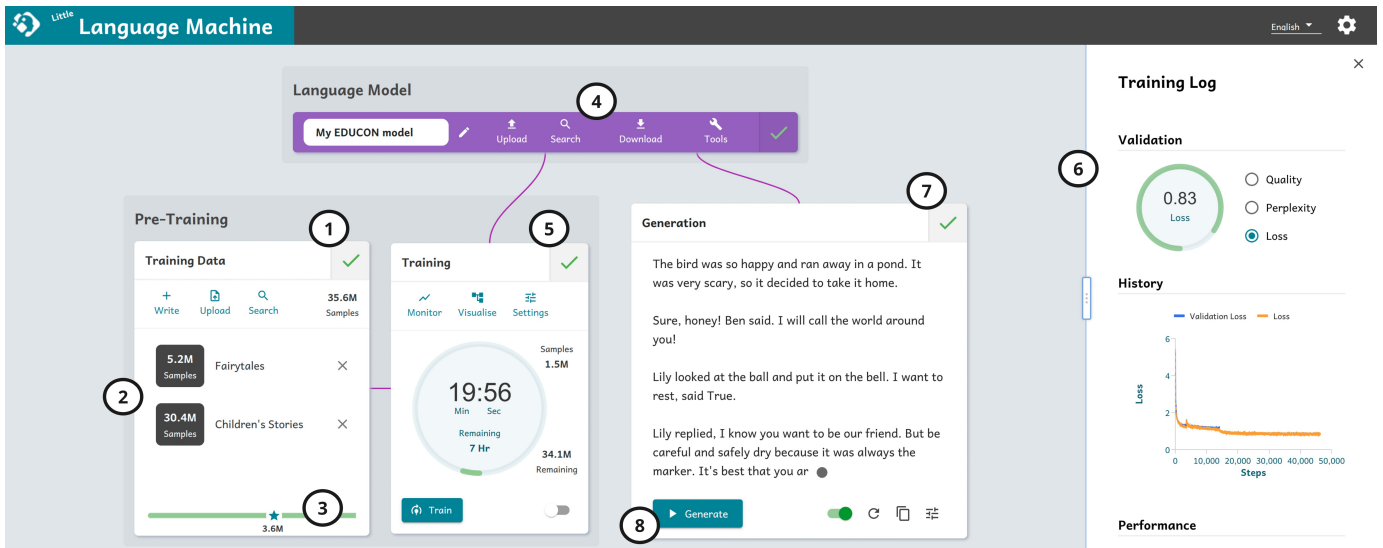 Little
Language Machine
English
Language Model
4
My EDUCON model
Upload
Search
Download
Tools
Pre-Training
1
Training Data
Write
Upload
Search
35.6M
Samples
2
5.2M
Samples
Fairytales
30.4M
Samples
Children's Stories
3
3.6M
5
Training
Monitor
Visualise
Settings
Samples
1.5M
19:56
Min Sec
Remaining
7 Hr
34.1M
Remaining
Train
7
Generation
The bird was so happy and ran away in a pond. It
was very scary, so it decided to take it home.
Sure, honey! Ben said. I will call the world around
you!
Lily looked at the ball and put it on the bell. I want to
rest, said True.
Lily replied, I know you want to be our friend. But be
careful and safely dry because it was always the
marker. It's best that you ar
8
Generate
6
Training Log
Validation
0.83
Loss
Quality
Perplexity
Loss
History
Validation Loss
Loss
6
4
2
0
Loss
0
10,000
20,000
30,000
40,000
50,000
Steps
Performance